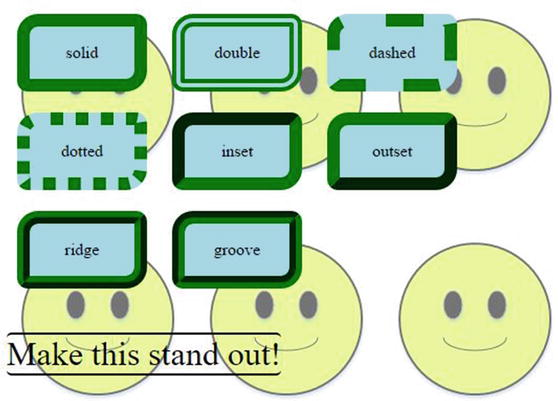 solid
double
dashed
dotted
inset
outset
ridge
groove
Make this stand out!